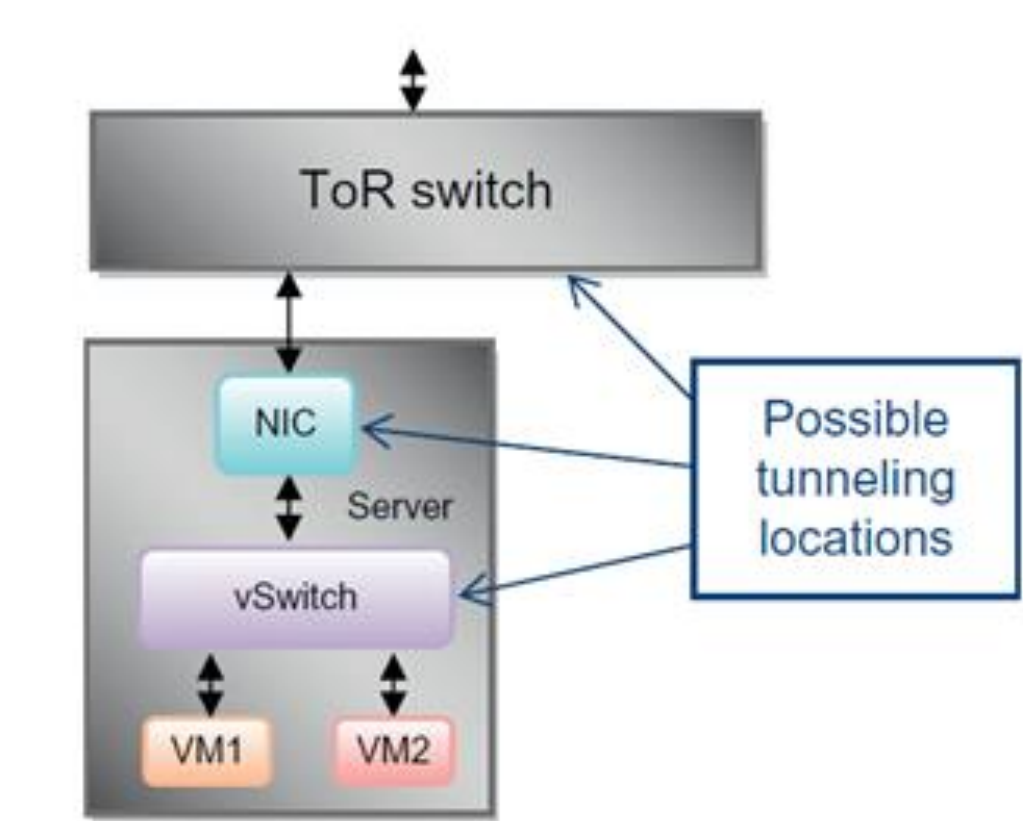 ToR switch
NIC
Server
vSwitch
VM1
VM2
Possible
tunneling
locations